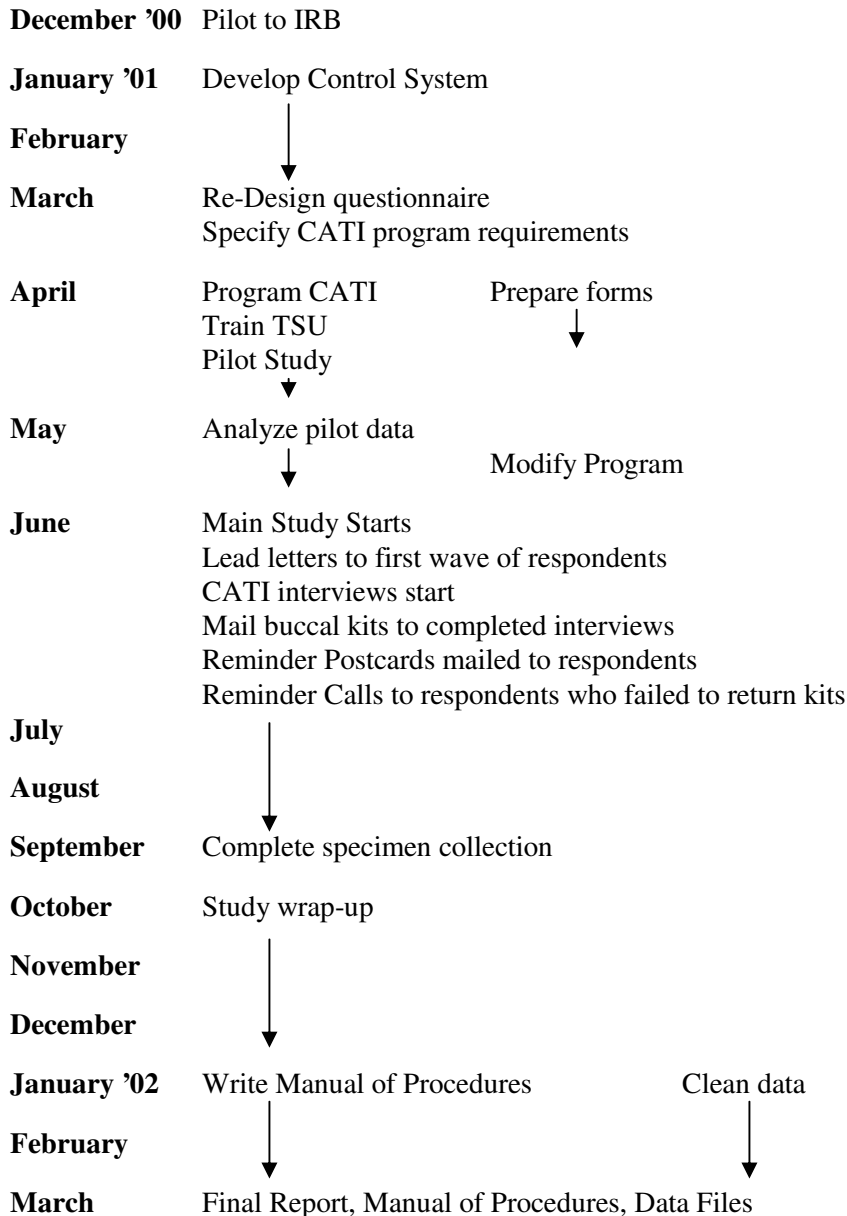 December ’00 Pilot to IRB
January ’01 Develop Control System
February
March Re-Design questionnaire
Specify CATI program requirements
April Program CATI Prepare forms
Train TSU
Pilot Study
May Analyze pilot data
Modify Program
June Main Study Starts
Lead letters to first wave of respondents
CATI interviews start
Mail buccal kits to completed interviews
Reminder Postcards mailed to respondents
Reminder Calls to respondents who failed to return kits
July
August
September Complete specimen collection
October Study wrap-up
November
December
January ’02 Write Manual of Procedures Clean data
February
March Final Report, Manual of Procedures, Data Files